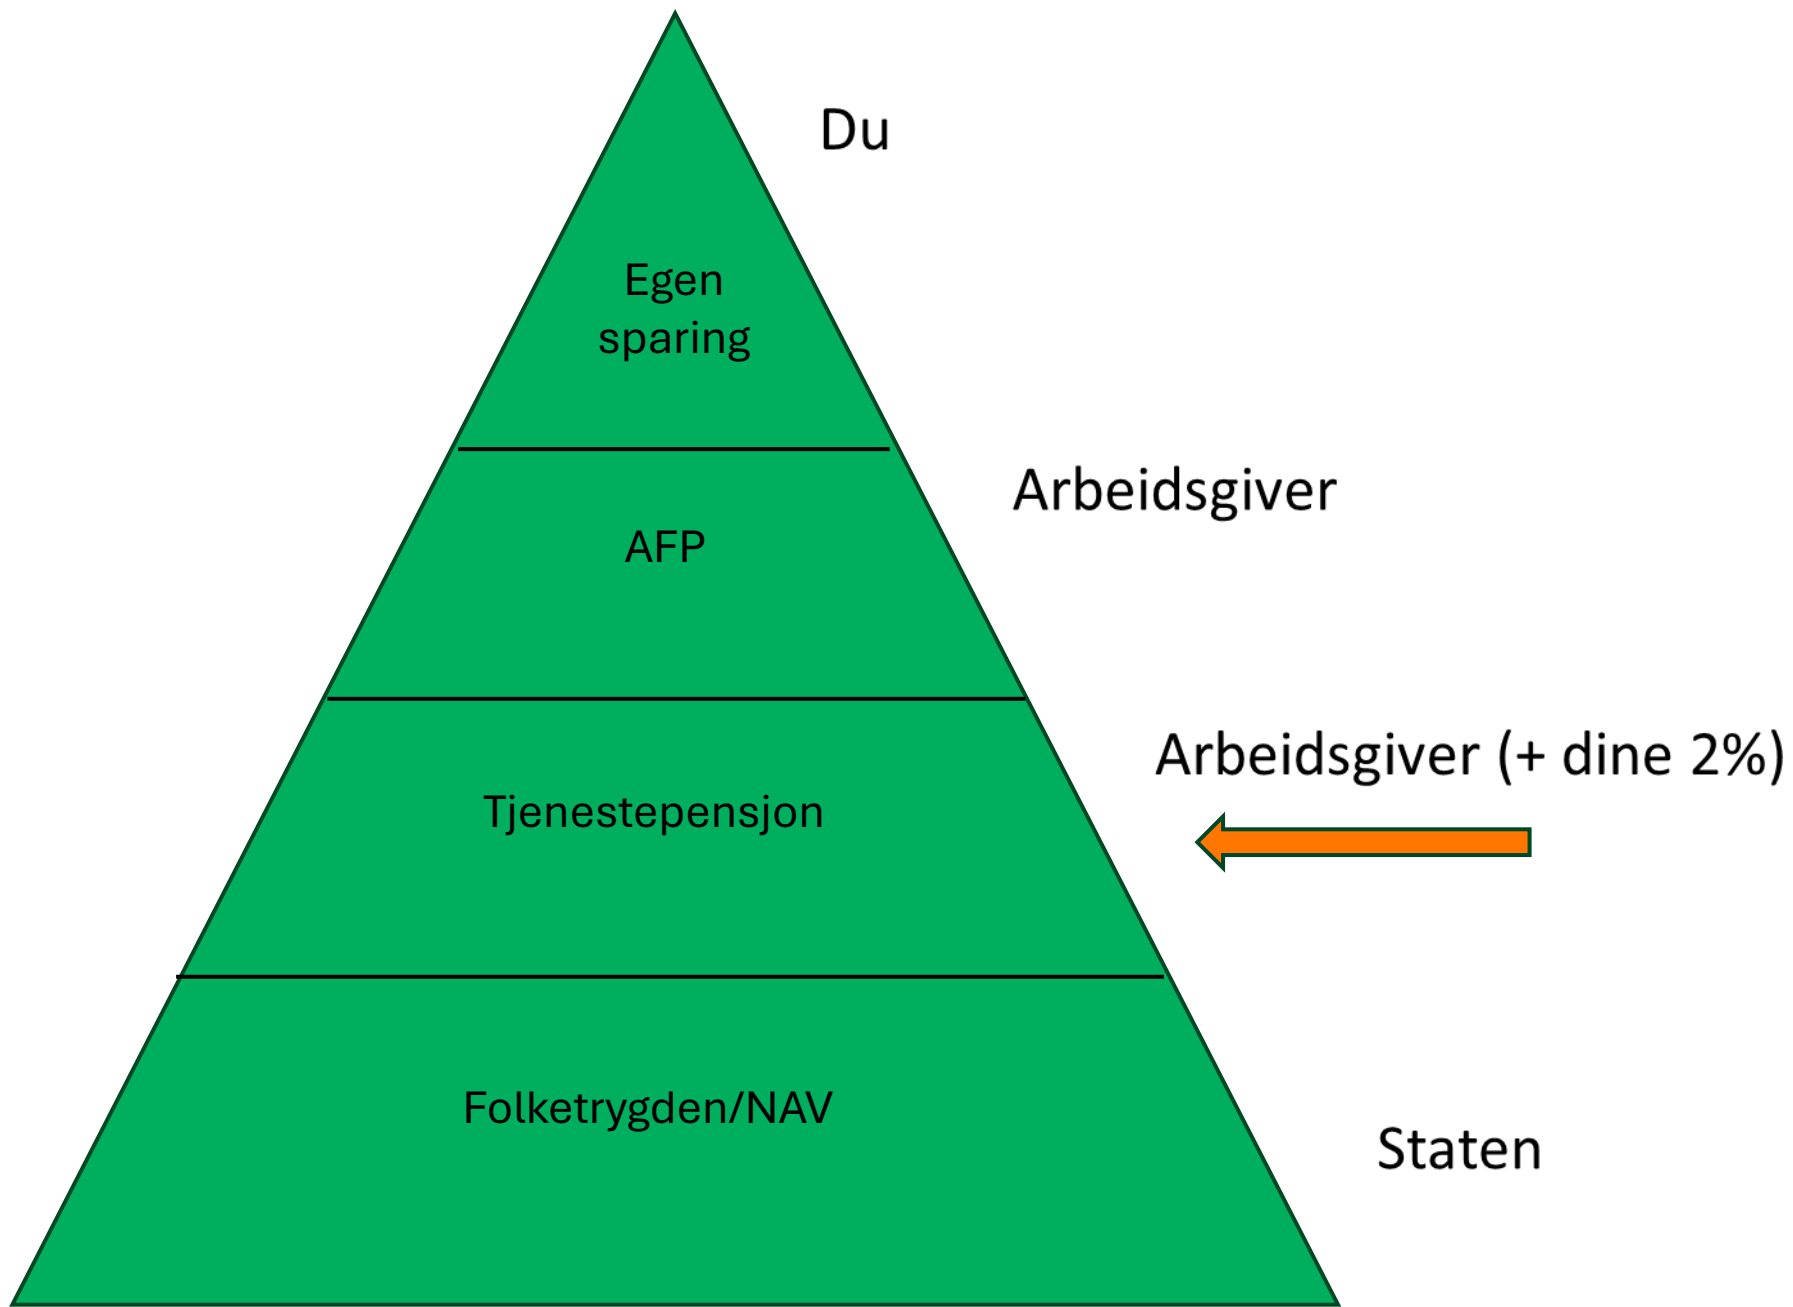 Du
Egen
sparing
Arbeidsgiver
AFP
Arbeidsgiver (+ dine 2%)
Tjenestepensjon
Folketrygden/NAV
Staten